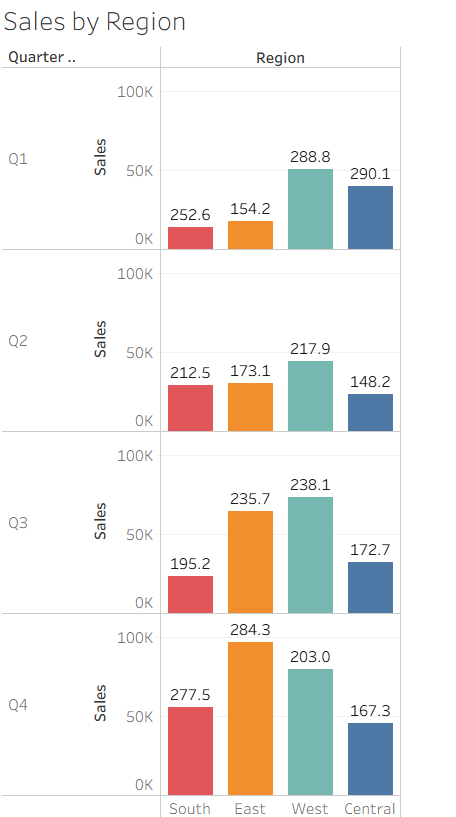 Sales by Region
Quarter ..
Region
100K
50K
0K
Sales
Q1
252.6
154.2
288.8
290.1
100K
50K
0K
Sales
Q2
212.5
173.1
217.9
148.2
100K
50K
0K
Sales
Q3
195.2
235.7
238.1
172.7
100K
50K
0K
Sales
Q4
277.5
284.3
203.0
167.3
South East West Central